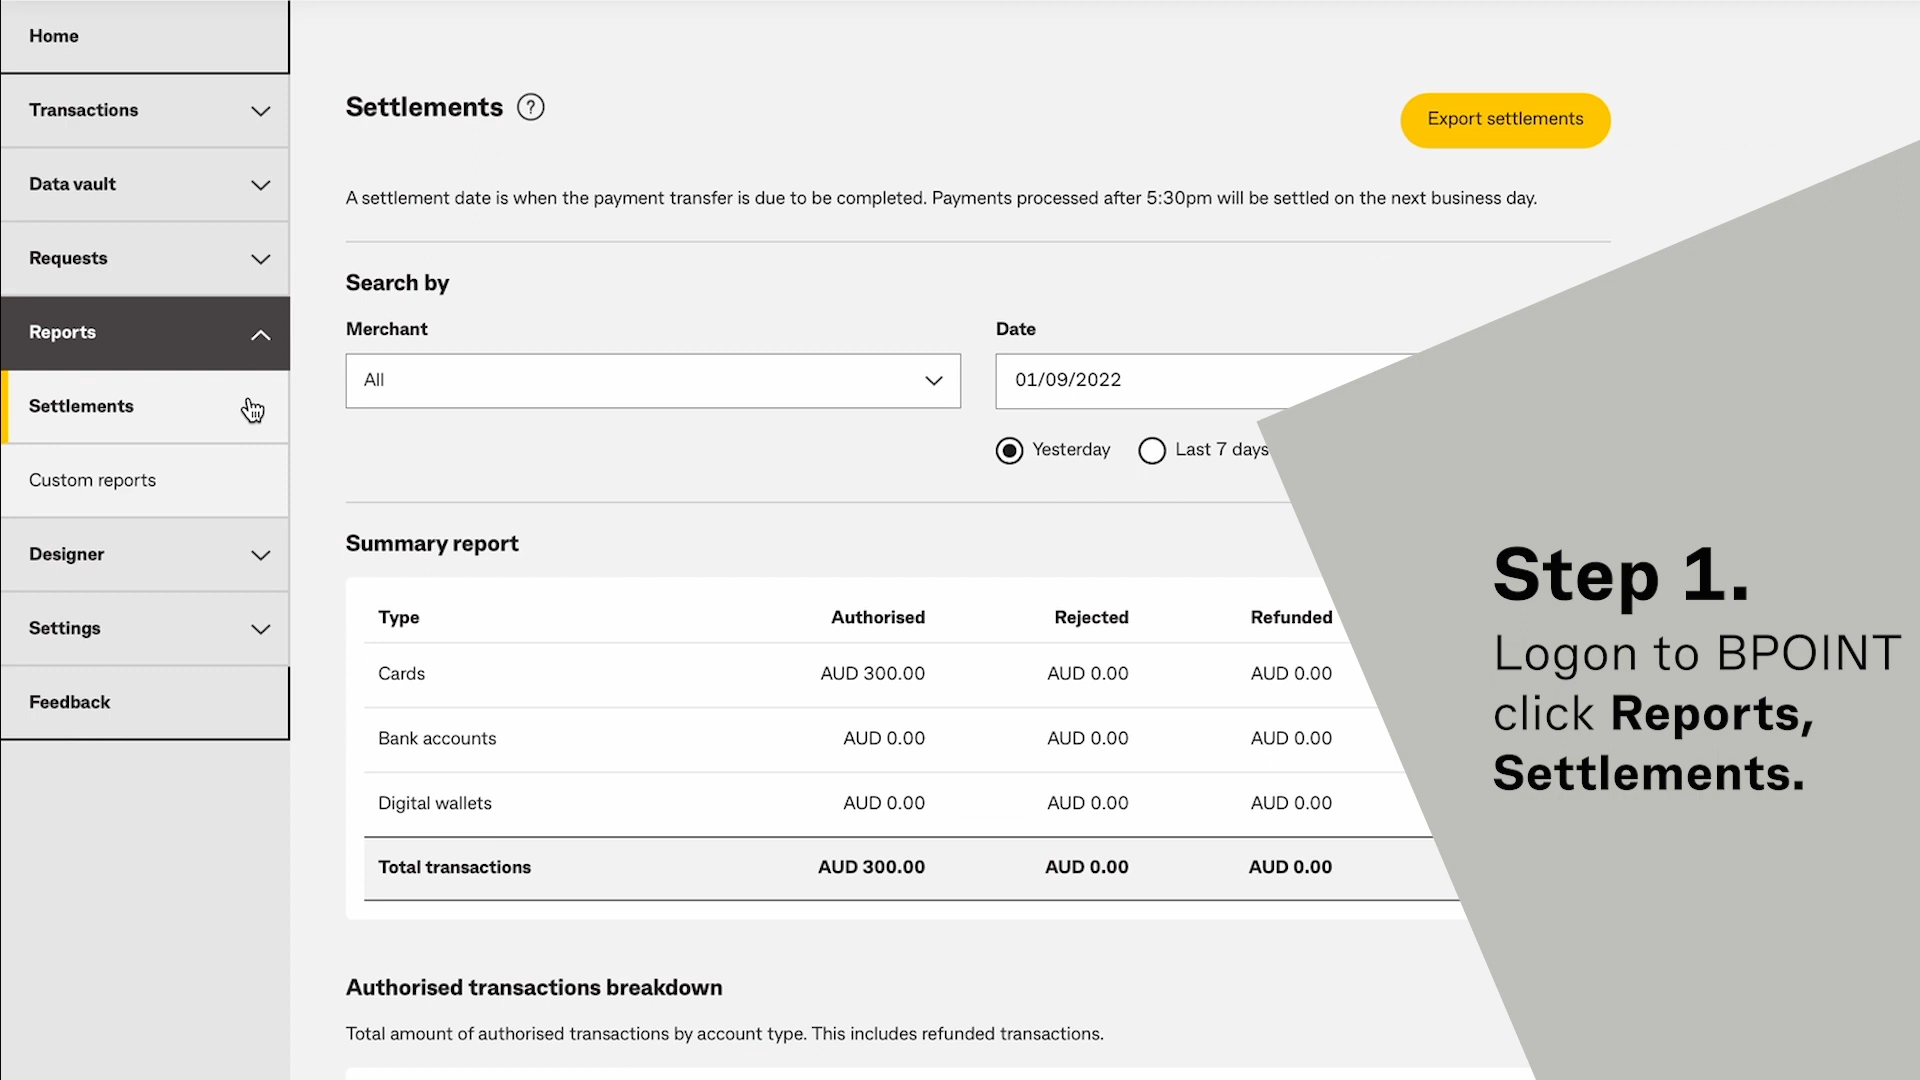 Home
Transactions
Data vault
Requests
Reports
Settlements
Custom reports
Designer
Settings
Feedback
Settlements ?
Export settlements
A settlement date is when the payment transfer is due to be completed. Payments processed after 5:30pm will be settled on the next business day.
Search by
Merchant
All
Date
01/09/2022
Yesterday Last 7 days
Summary report
Type Authorised Rejected Refunded
Cards AUD 300.00 AUD 0.00 AUD 0.00
Bank accounts AUD 0.00 AUD 0.00 AUD 0.00
Digital wallets AUD 0.00 AUD 0.00 AUD 0.00
Total transactions AUD 300.00 AUD 0.00 AUD 0.00
Authorised transactions breakdown
Total amount of authorised transactions by account type. This includes refunded transactions.
Step 1.
Logon to BPOINT
click Reports,
Settlements.